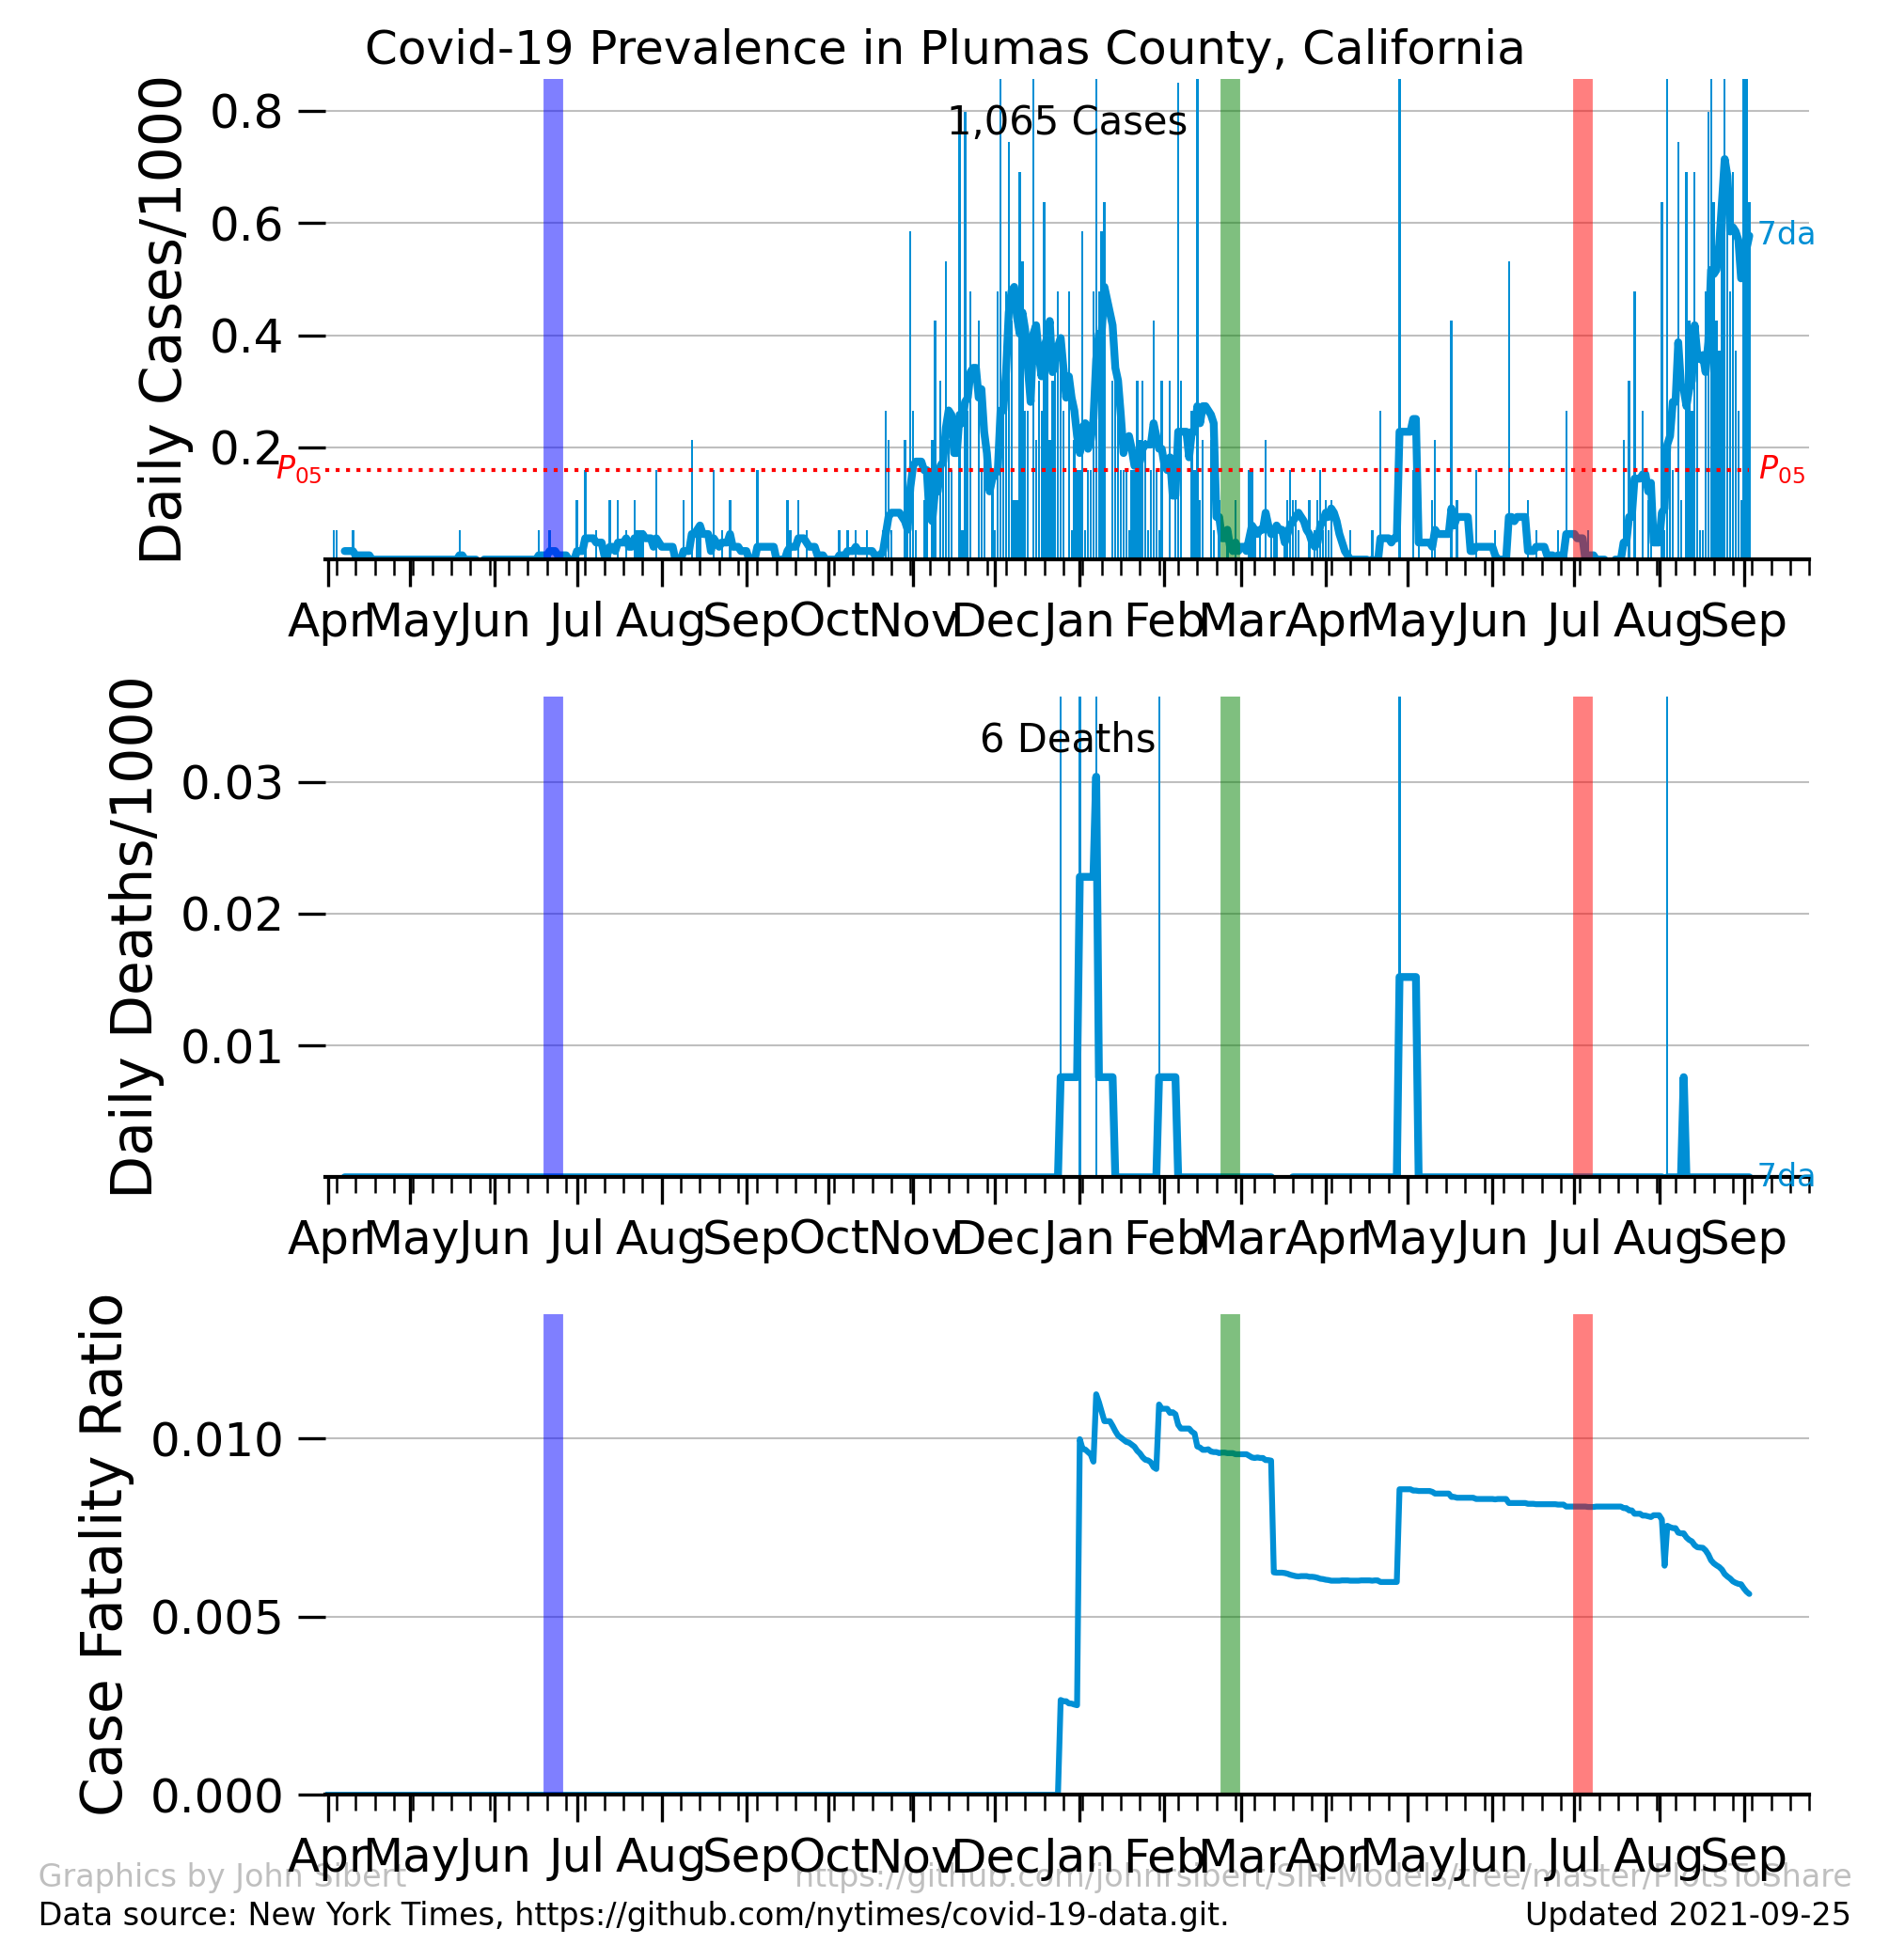 Covid-19 Prevalence in Plumas County, California
Daily Cases/1000
0.8
0.6
0.4
0.2
1,065 Cases
7da
P05
P05
Apr May Jun Jul Aug Sep Oct Nov Dec Jan Feb Mar Apr May Jun Jul Aug Sep
Daily Deaths/1000
0.03
0.02
0.01
6 Deaths
7da
Apr May Jun Jul Aug Sep Oct Nov Dec Jan Feb Mar Apr May Jun Jul Aug Sep
Case Fatality Ratio
0.010
0.005
0.000
Apr May Jun Jul Aug Sep Oct Nov Dec Jan Feb Mar Apr May Jun Jul Aug Sep
Graphics by John Sibert
https://github.com/johnrsibert/SIR-Models/tree/master/PlotsToShare
Data source: New York Times, https://github.com/nytimes/covid-19-data.git.
Updated 2021-09-25